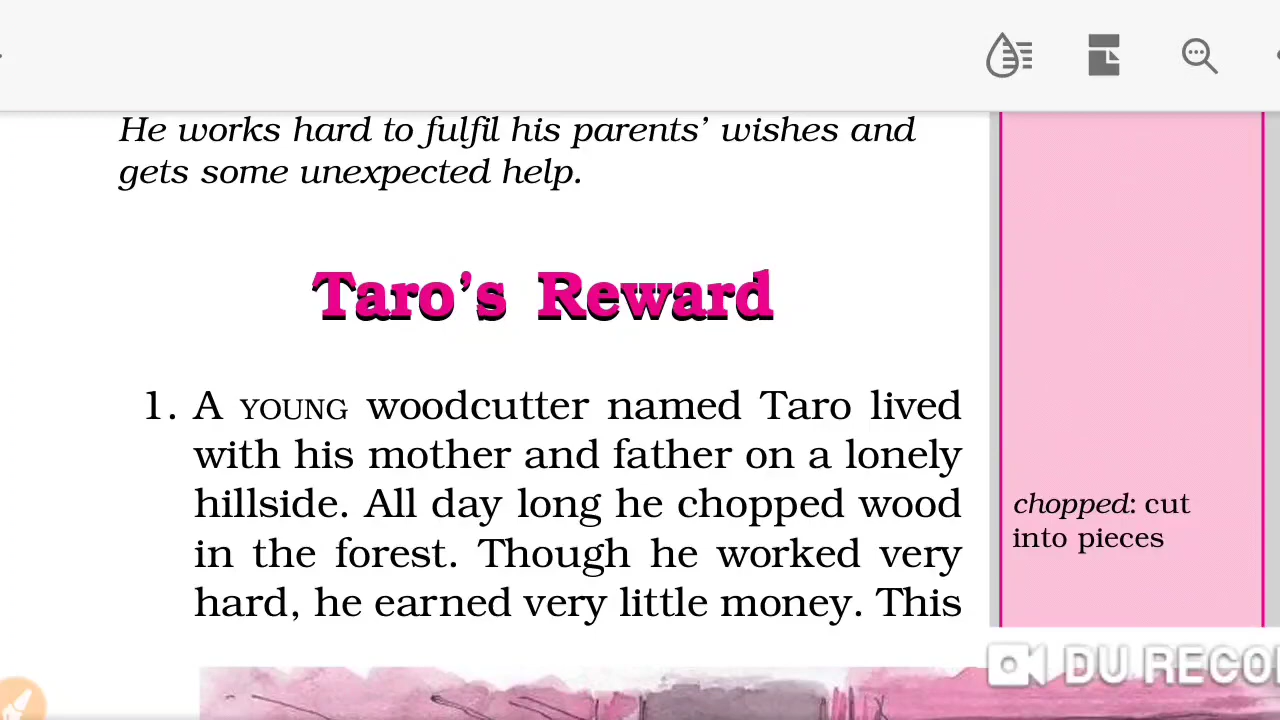 He works hard to fulfil his parents’ wishes and
gets some unexpected help.
Taro’s Reward
1. A YOUNG woodcutter named Taro lived
with his mother and father on a lonely
hillside. All day long he chopped wood
in the forest. Though he worked very
hard, he earned very little money. This
chopped: cut
into pieces
DU RECO